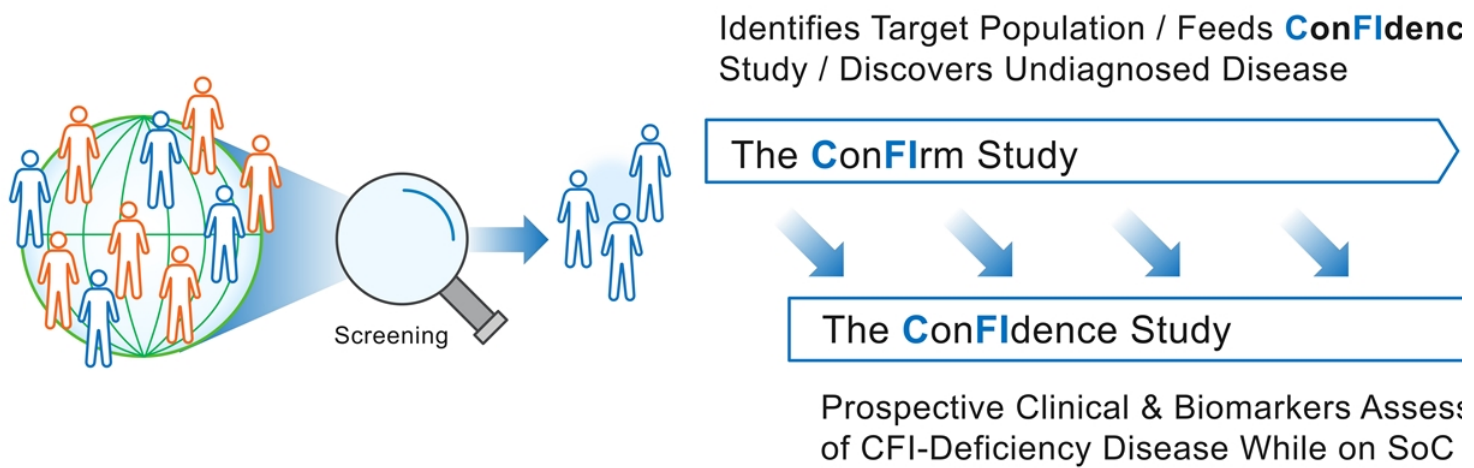 Identifies Target Population / Feeds ConFIdenc
Study / Discovers Undiagnosed Disease
The ConFIrm Study
Screening
The ConFIdence Study
Prospective Clinical & Biomarkers Assess
of CFI-Deficiency Disease While on SoC